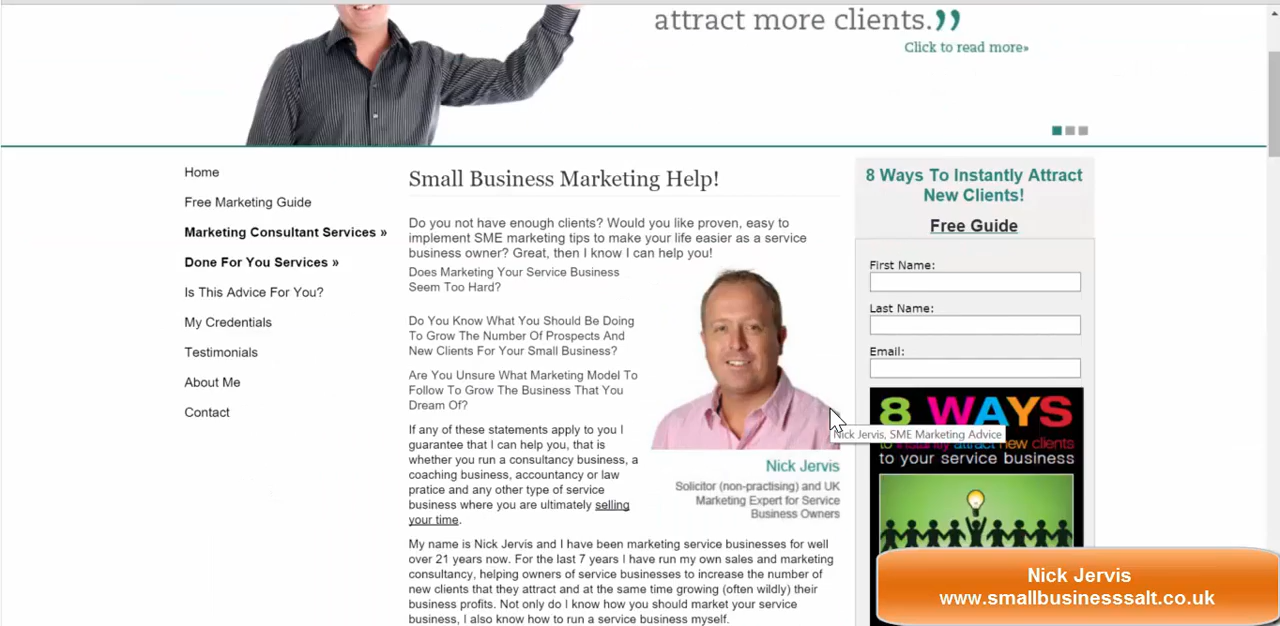 attract more clients.”
Click to read more»
Home
Free Marketing Guide
Marketing Consultant Services »
Done For You Services »
Is This Advice For You?
My Credentials
Testimonials
About Me
Contact
Small Business Marketing Help!
Do you not have enough clients? Would you like proven, easy to
implement SME marketing tips to make your life easier as a service
business owner? Great, then I know I can help you!
Does Marketing Your Service Business
Seem Too Hard?
Do You Know What You Should Be Doing
To Grow The Number Of Prospects And
New Clients For Your Small Business?
Are You Unsure What Marketing Model To
Follow To Grow The Business That You
Dream Of?
If any of these statements apply to you I
guarantee that I can help you, that is
whether you run a consultancy business, a
coaching business, accountancy or law
pratice and any other type of service
business where you are ultimately selling
your time.
Nick Jervis, SME Marketing Advice
Nick Jervis
Solicitor (non-practising) and UK
Marketing Expert for Service
Business Owners
My name is Nick Jervis and I have been marketing service businesses for well
over 21 years now. For the last 7 years I have run my own sales and marketing
consultancy, helping owners of service businesses to increase the number of
new clients that they attract and at the same time growing (often wildly) their
business profits. Not only do I know how you should market your service
business, I also know how to run a service business myself.
8 Ways To Instantly Attract
New Clients!
Free Guide
First Name:
Last Name:
Email:
8 WAYS
to instantly attract new clients
to your service business
Nick Jervis
www.smallbusinesssalt.co.uk